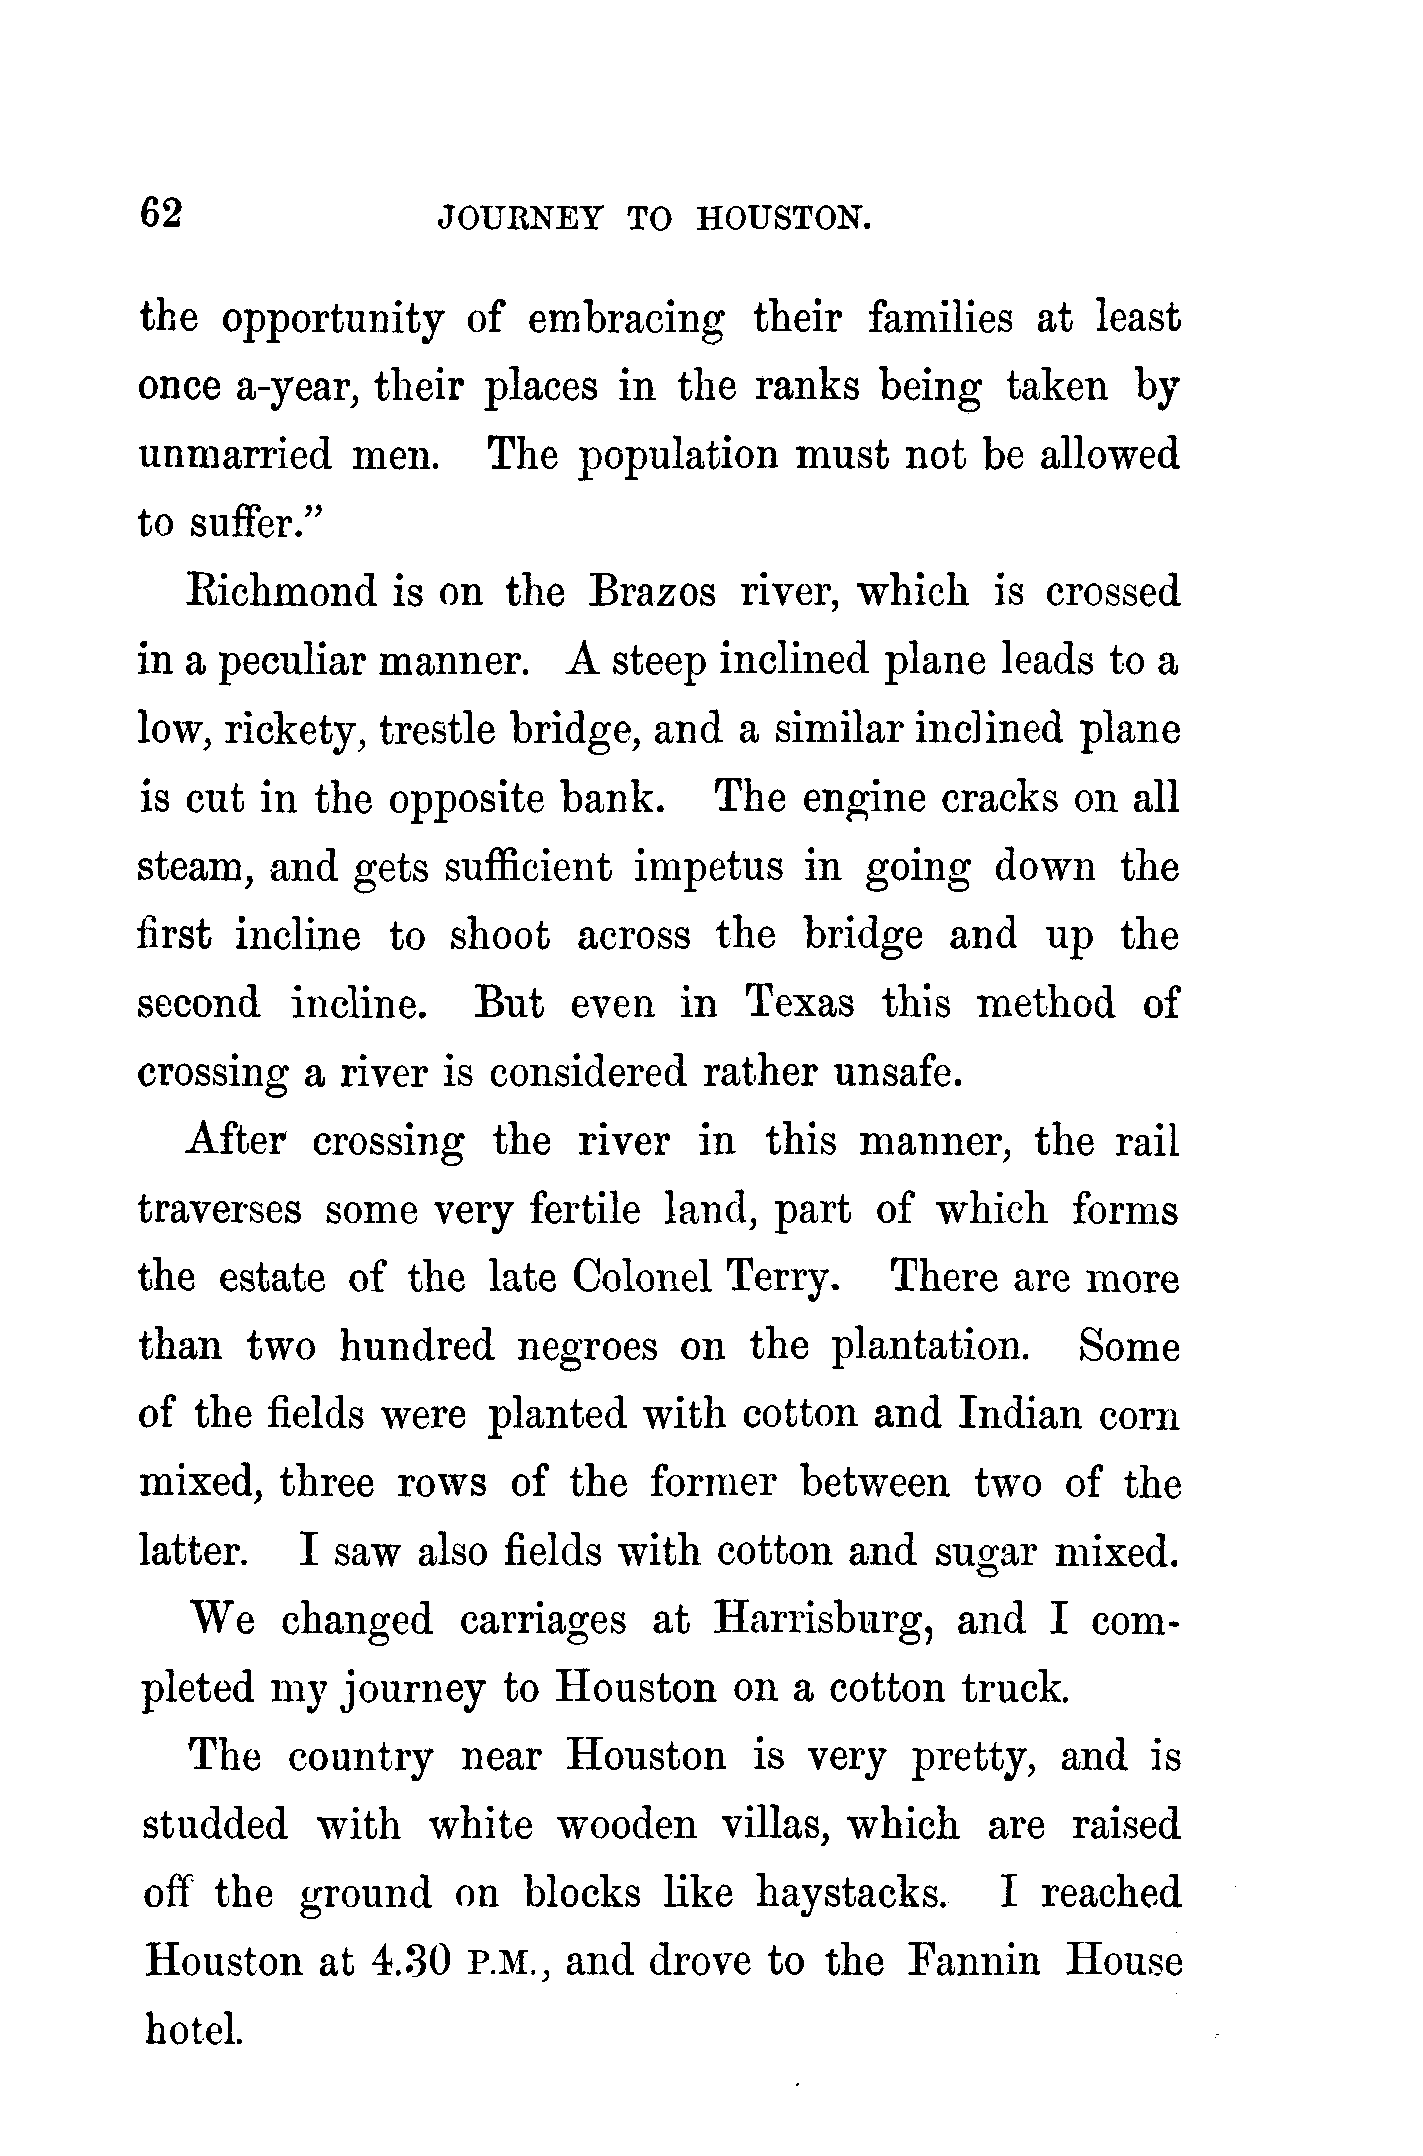 62 JOURNEY TO HOUSTON.
the opportunity of embracing their families at least
once a-year, their places in the ranks being taken by
unmarried men. The population must not be allowed
to suffer.”
Richmond is on the Brazos river, which is crossed
in a peculiar manner. A steep inclined plane leads to a
low, rickety, trestle bridge, and a similar inclined plane
is cut in the opposite bank. The engine cracks on all
steam, and gets sufficient impetus in going down the
first incline to shoot across the bridge and up the
second incline. But even in Texas this method of
crossing a river is considered rather unsafe.
After crossing the river in this manner, the rail
traverses some very fertile land, part of which forms
the estate of the late Colonel Terry. There are more
than two hundred negroes on the plantation. Some
of the fields were planted with cotton and Indian corn
mixed, three rows of the former between two of the
latter. I saw also fields with cotton and sugar mixed.
We changed carriages at Harrisburg, and I com-
pleted my journey to Houston on a cotton truck.
The country near Houston is very pretty, and is
studded with white wooden villas, which are raised
off the ground on blocks like haystacks. I reached
Houston at 4.30 P.M., and drove to the Fannin House
hotel.